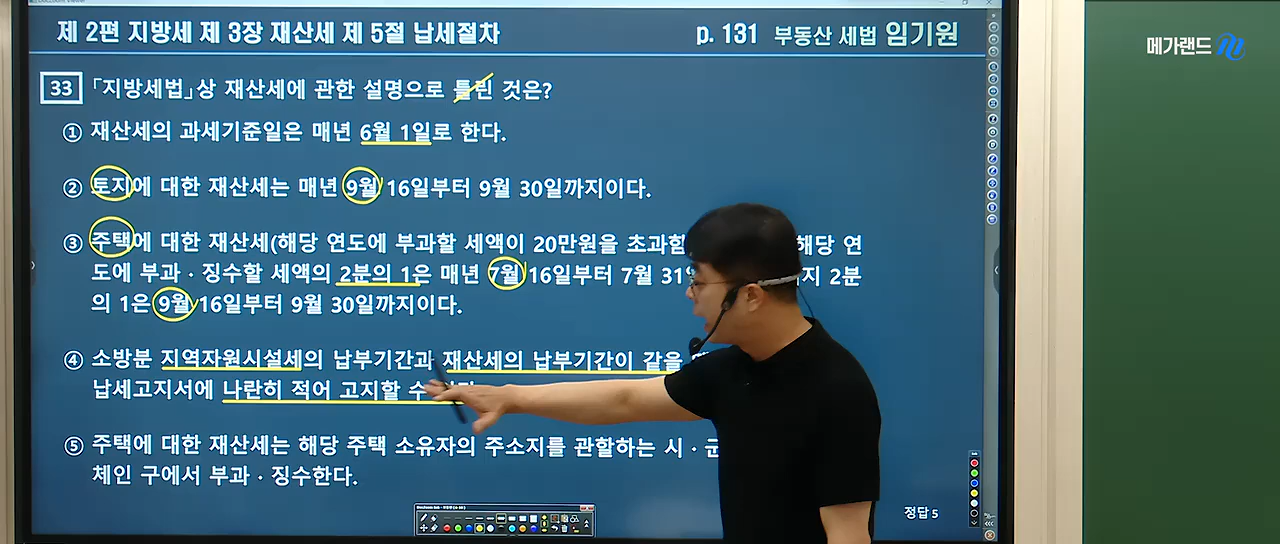 제 2편 지방세 제 3장 재산세 제 5절 납세절차
p. 131 부동산 세법 임기원
메가랜드
33 「지방세법」상 재산세에 관한 설명으로 틀린 것은?
① 재산세의 과세기준일은 매년 6월 1일로 한다.
② 토지에 대한 재산세는 매년 9월 16일부터 9월 30일까지이다.
③ 주택에 대한 재산세(해당 연도에 부과할 세액이 20만원을 초과함 해당 연
도에 부과 · 징수할 세액의 2분의 1은 매년 7월 16일부터 7월 31 지 2분
의 1은 9월 16일부터 9월 30일까지이다.
④ 소방분 지역자원시설세의 납부기간과 재산세의 납부기간이 같을
납세고지서에 나란히 적어 고지할 수
⑤ 주택에 대한 재산세는 해당 주택 소유자의 주소지를 관할하는 시 · 군
체인 구에서 부과 · 징수한다.
정답 5